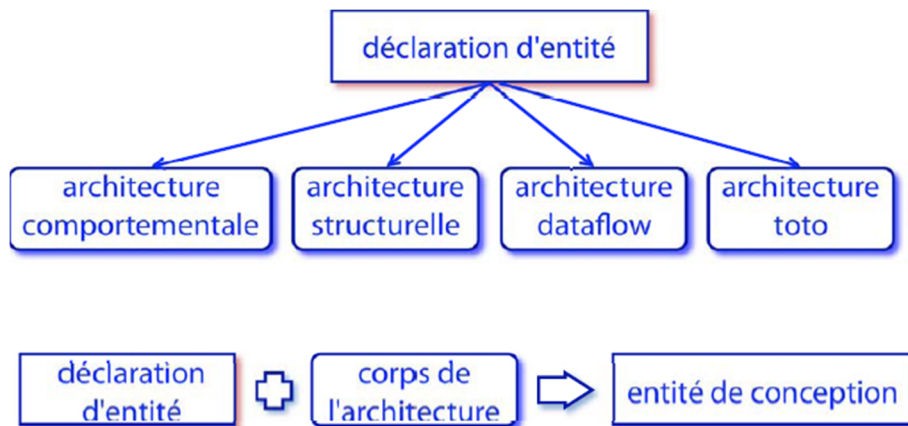 déclaration d'entité
architecture
comportementale
architecture
structurelle
architecture
dataflow
architecture
toto
déclaration
d'entité
corps de
l'architecture
entité de conception